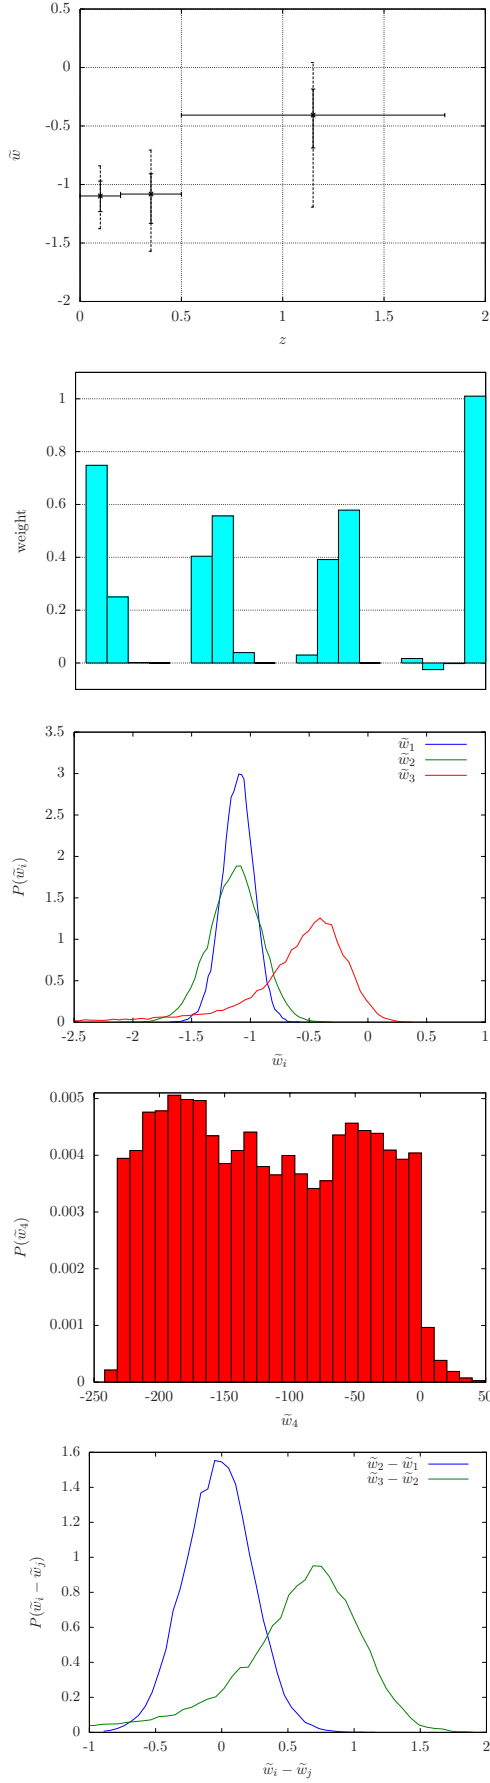 0.5
0
-0.5
-1
-1.5
-2
w̃
0 0.5 1 1.5 2
z
1
0.8
0.6
0.4
0.2
0
weight
3.5
3
2.5
2
1.5
1
0.5
0
P(w̃ᵢ)
w̃₁
w̃₂
w̃₃
-2.5 -2 -1.5 -1 -0.5 0 0.5 1
w̃ᵢ
0.005
0.004
0.003
0.002
0.001
0
P(w̃₄)
-250 -200 -150 -100 -50 0 50
w̃₄
1.6
1.4
1.2
1
0.8
0.6
0.4
0.2
0
P(w̃ᵢ − w̃ⱼ)
w̃₂ − w̃₁
w̃₃ − w̃₂
-1 -0.5 0 0.5 1 1.5 2
w̃ᵢ − w̃ⱼ